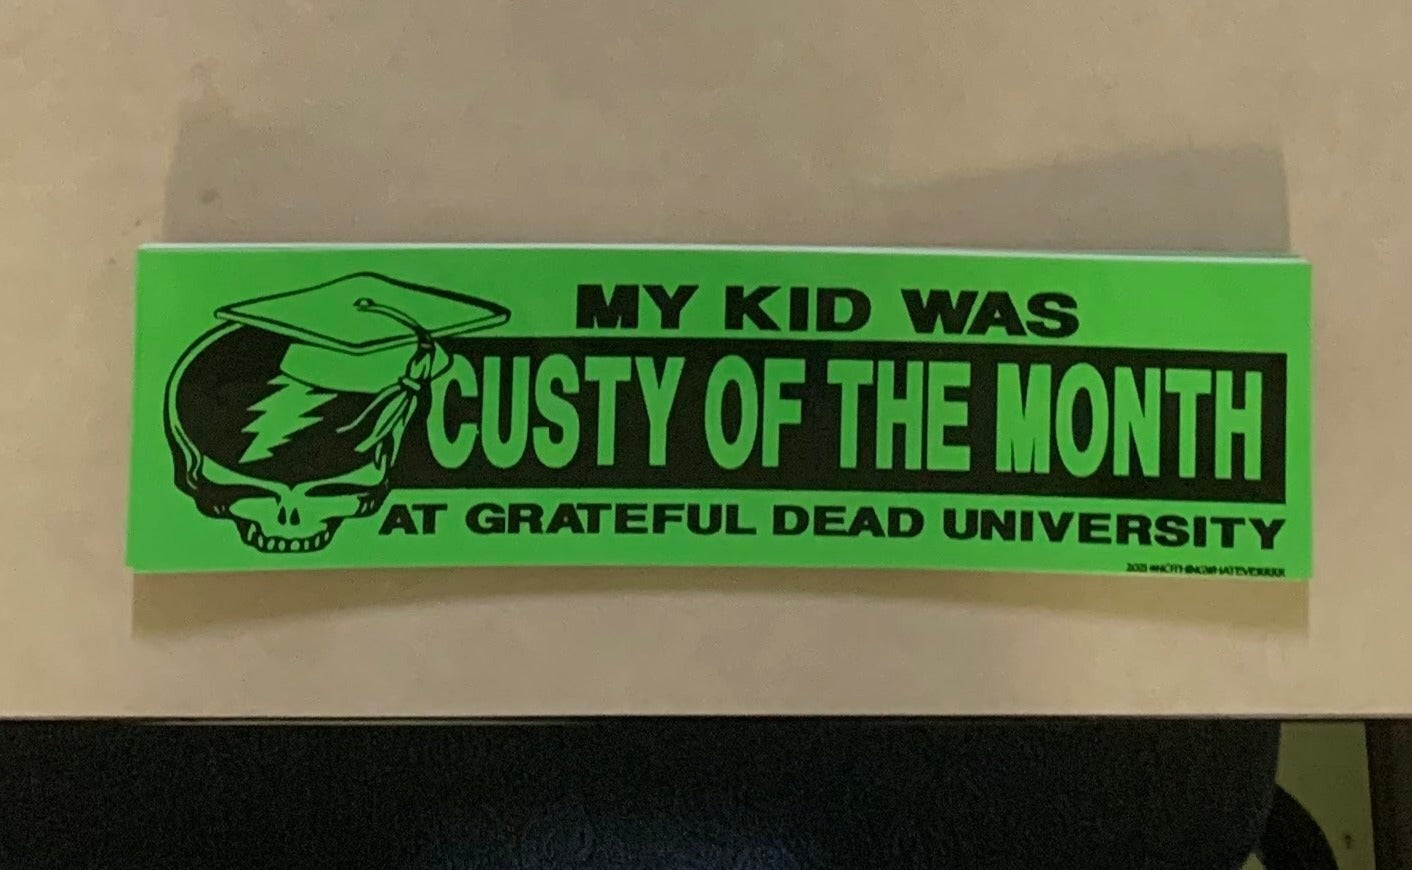 MY KID WAS
CUSTY OF THE MONTH
AT GRATEFUL DEAD UNIVERSITY